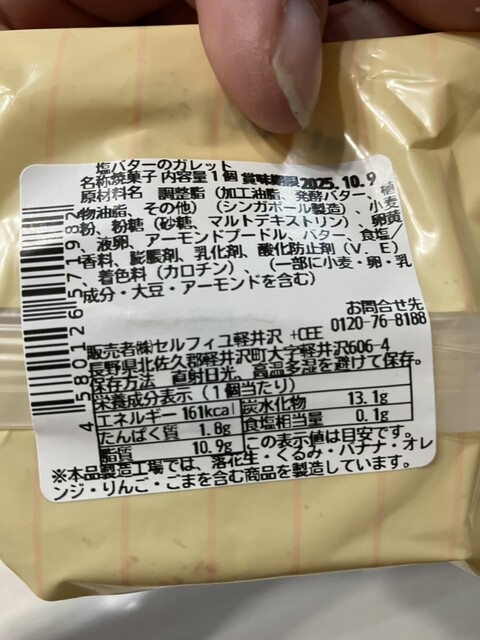 塩バターのガレット
名称焼菓子 内容量1個 賞味期限2025.10.9
原材料名 調整脂(加工油脂、発酵バター、植
物油脂、その他)(シンガポール製造)、小麦
粉、粉糖(砂糖、マルトデキストリン)、卵黄
液卵、アーモンドプードル、バター、食塩/
香料、膨脹剤、乳化剤、酸化防止剤(V.E)
着色料(カロチン)、(一部に小麦・卵・乳
成分・大豆・アーモンドを含む)
お問合せ先
販売者㈱セルフィユ軽井沢 +CEE 0120-76-8188
長野県北佐久郡軽井沢町大字軽井沢606-4
保存方法 直射日光、高温多湿を避けて保存。
栄養成分表示(1個当たり)
エネルギー 161kcal 炭水化物 13.1g
たんぱく質 1.8g 食塩相当量 0.1g
脂質 10.9g この表示値は目安です。
※本品製造工場では、落花生・くるみ・バナナ・オレ
ンジ・りんご・ごまを含む商品を製造しています。
4580126571982